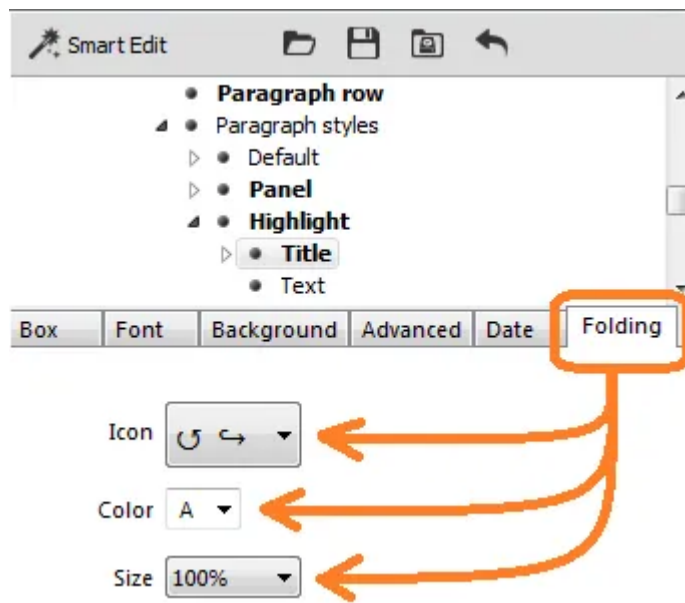 Smart Edit
Paragraph row
Paragraph styles
Default
Panel
Highlight
Title
Text
Box Font Background Advanced Date Folding
Icon
Color A
Size 100%